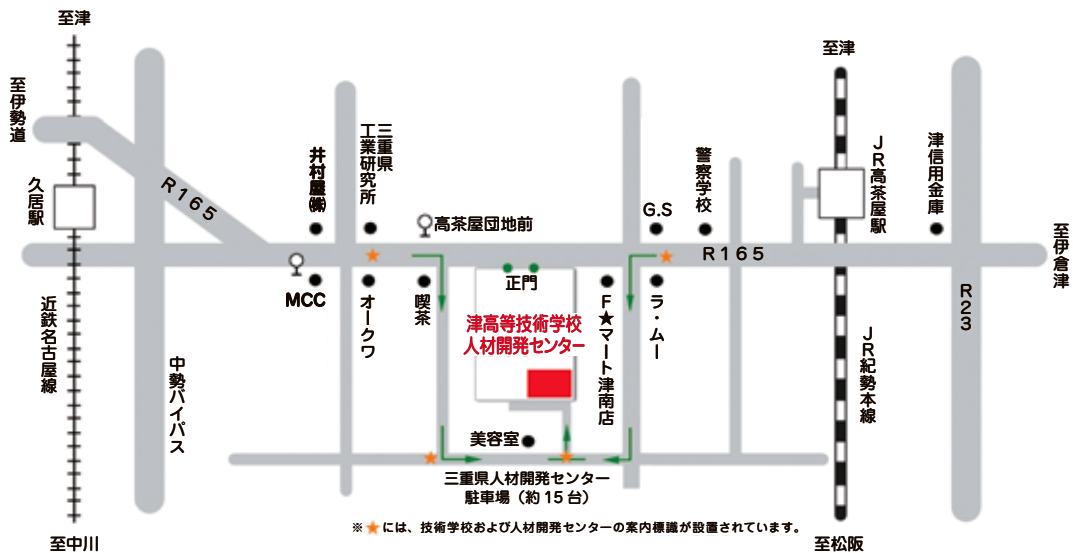 至津
至伊勢道
久居駅
R165
井村屋㈱
三重県
工業研究所
高茶屋団地前
G.S
警察学校
至津
JR高茶屋駅
津信用金庫
至伊倉津
R165
R23
MCC
オークワ
喫茶
正門
津高等技術学校
人材開発センター
F★マート津南店
ラ・ムー
近鉄名古屋線
中勢バイパス
JR紀勢本線
美容室
三重県人材開発センター
駐車場（約15台）
※★には、技術学校および人材開発センターの案内標識が設置されています。
至中川
至松阪